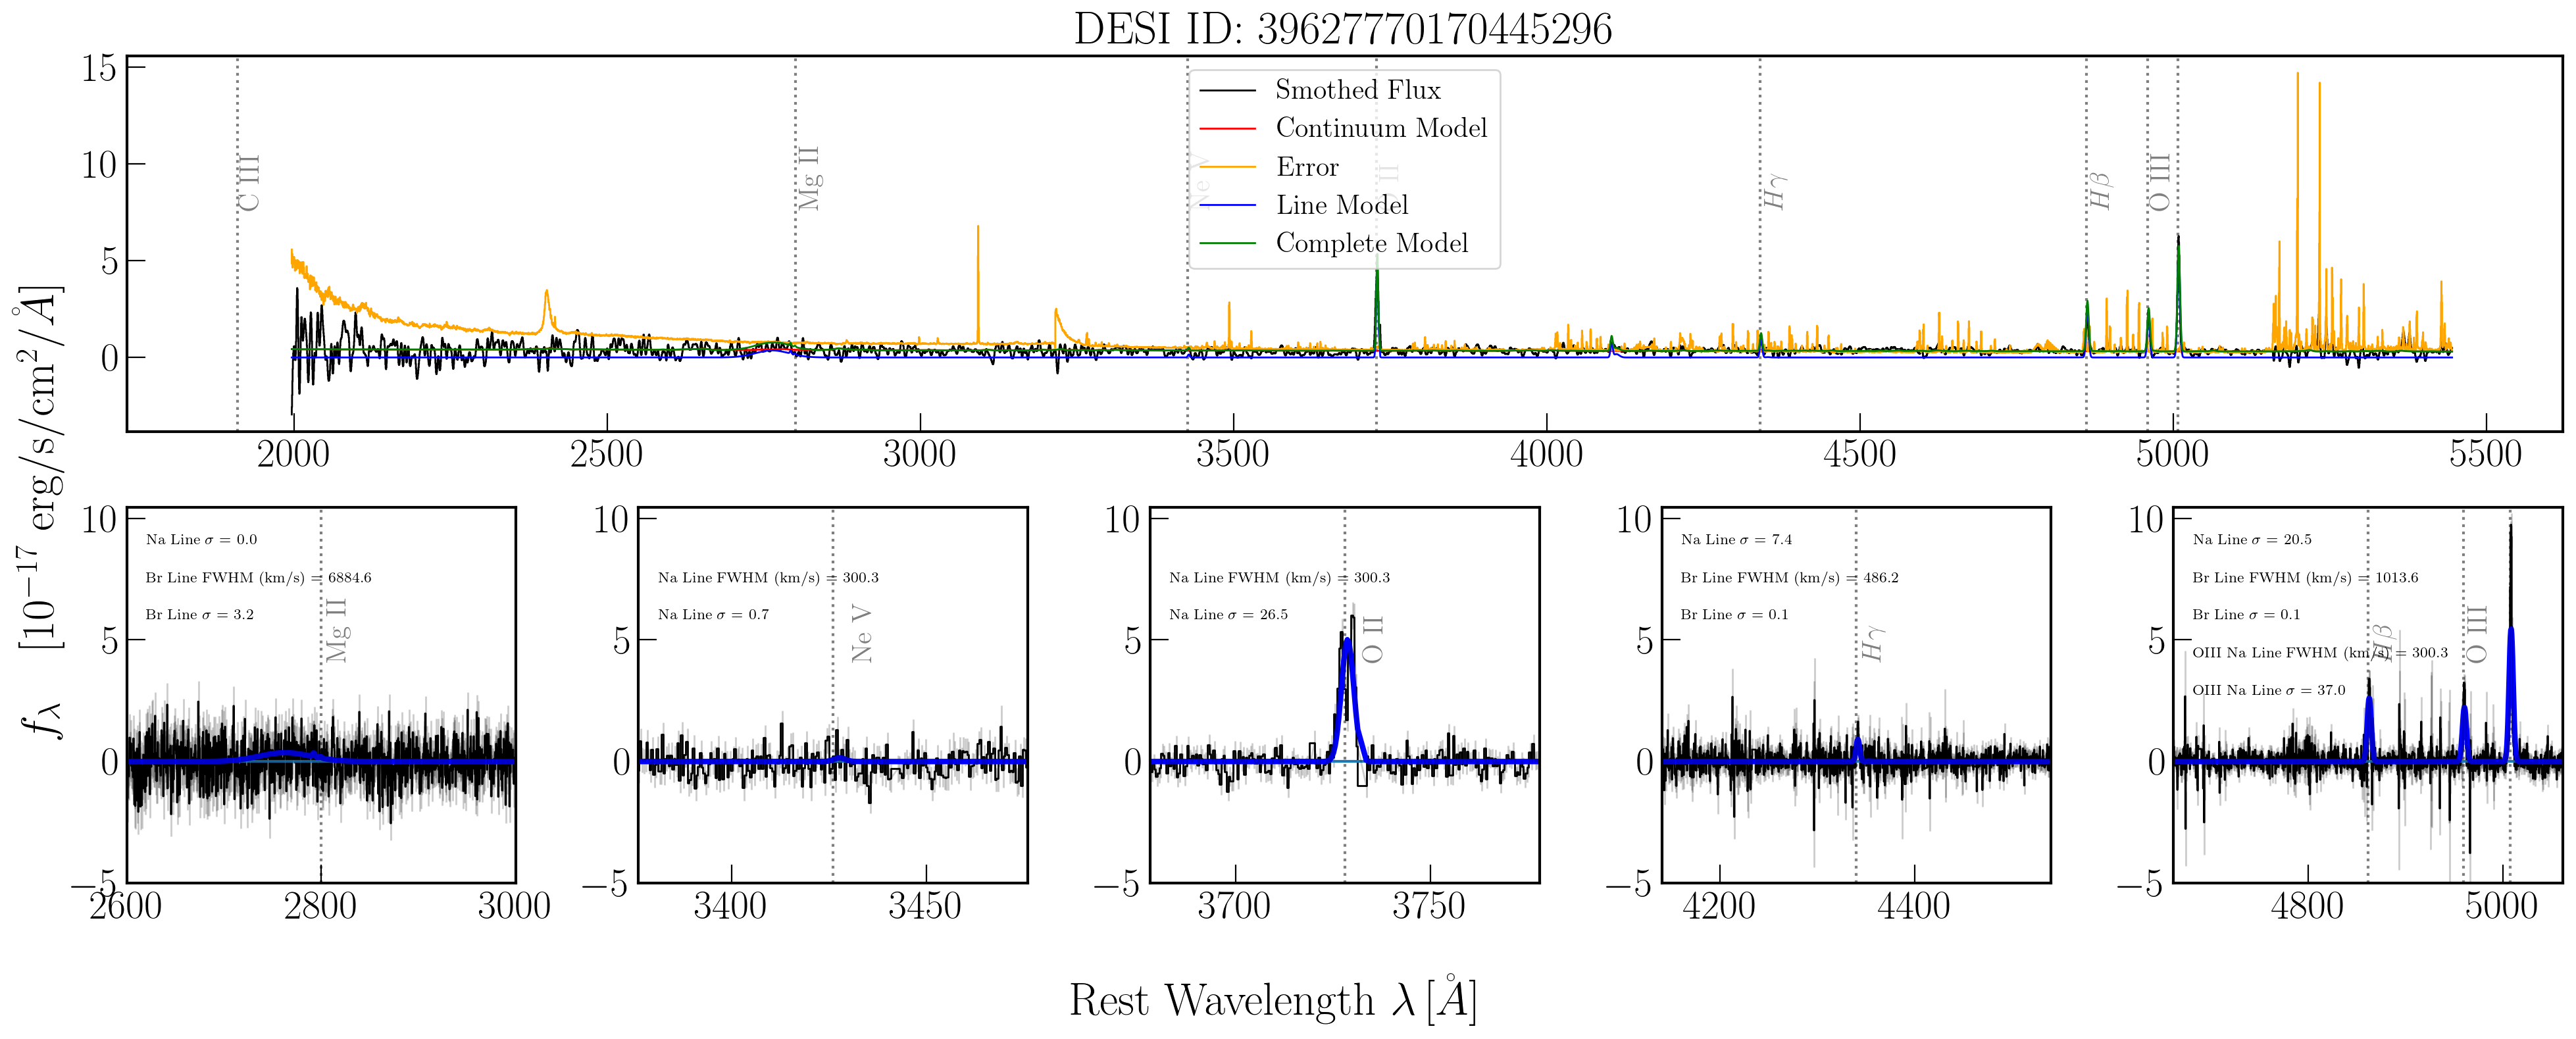 DESI ID: 39627770170445296
15
10
5
0
C III
Mg II
Ne V
O II
Hγ
Hβ
O III
Smothed Flux
Continuum Model
Error
Line Model
Complete Model
2000 2500 3000 3500 4000 4500 5000 5500
fλ [10−17 erg/s/cm2/Å]
10
5
0
−5
Na Line σ = 0.0
Br Line FWHM (km/s) = 6884.6
Br Line σ = 3.2
Mg II
2600 2800 3000
10
5
0
−5
Na Line FWHM (km/s) = 300.3
Na Line σ = 0.7
Ne V
3400 3450
10
5
0
−5
Na Line FWHM (km/s) = 300.3
Na Line σ = 26.5
O II
3700 3750
10
5
0
−5
Na Line σ = 7.4
Br Line FWHM (km/s) = 486.2
Br Line σ = 0.1
Hγ
4200 4400
10
5
0
−5
Na Line σ = 20.5
Br Line FWHM (km/s) = 1013.6
Br Line σ = 0.1
OIII Na Line FWHM (km/s) = 300.3
OIII Na Line σ = 37.0
Hβ
O III
4800 5000
Rest Wavelength λ [Å]